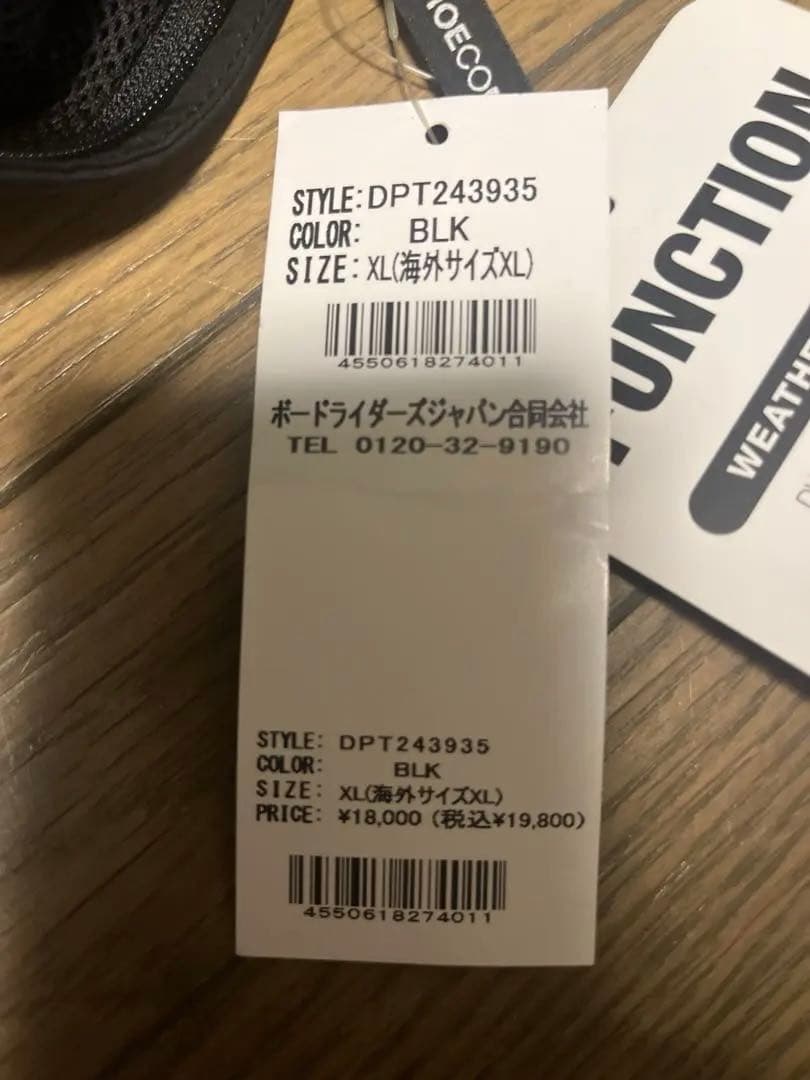 STYLE:DPT243935
COLOR: BLK
SIZE:XL(海外サイズXL)
4550618274011
ボードライダーズジャパン合同会社
TEL 0120-32-9190
STYLE: DPT243935
COLOR: BLK
SIZE: XL(海外サイズXL)
PRICE: ¥18,000 (税込¥19,800)
4550618274011
FUNCTION